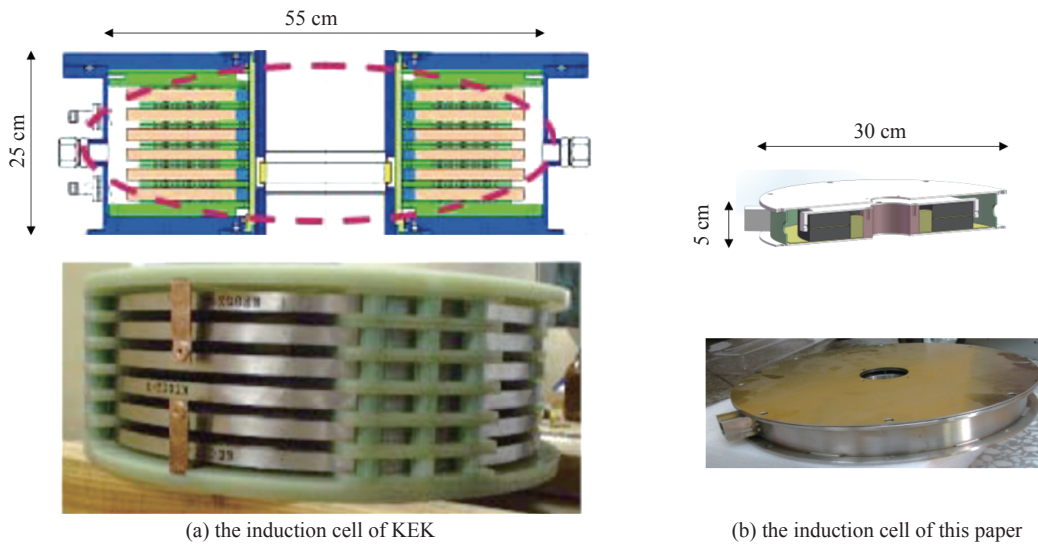 55 cm
25 cm
30 cm
5 cm
(a) the induction cell of KEK
(b) the induction cell of this paper